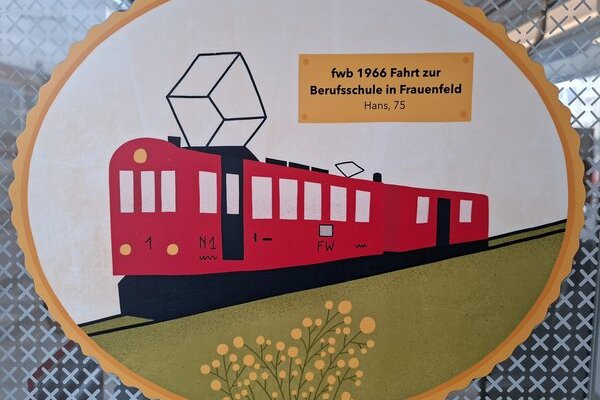 fwb 1966 Fahrt zur
Berufsschule in Frauenfeld
Hans, 75
1 N1
FW